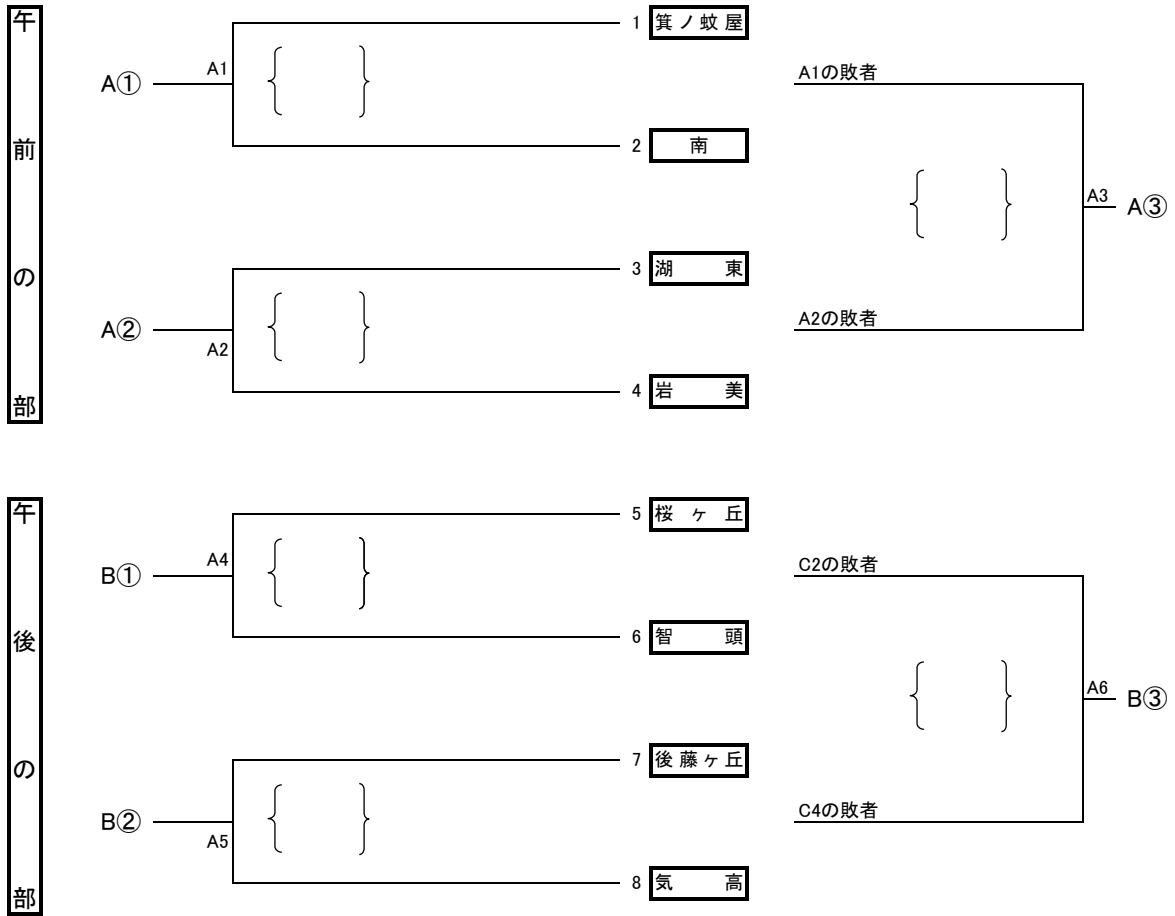 午前の部
1 箕ノ蚊屋
A① A1
2 南
A1の敗者
A3 A③
3 湖 東
A② A2
A2の敗者
4 岩 美
午後の部
5 桜ヶ丘
B① A4
C2の敗者
6 智 頭
A6 B③
7 後藤ヶ丘
B② A5
C4の敗者
8 気 高